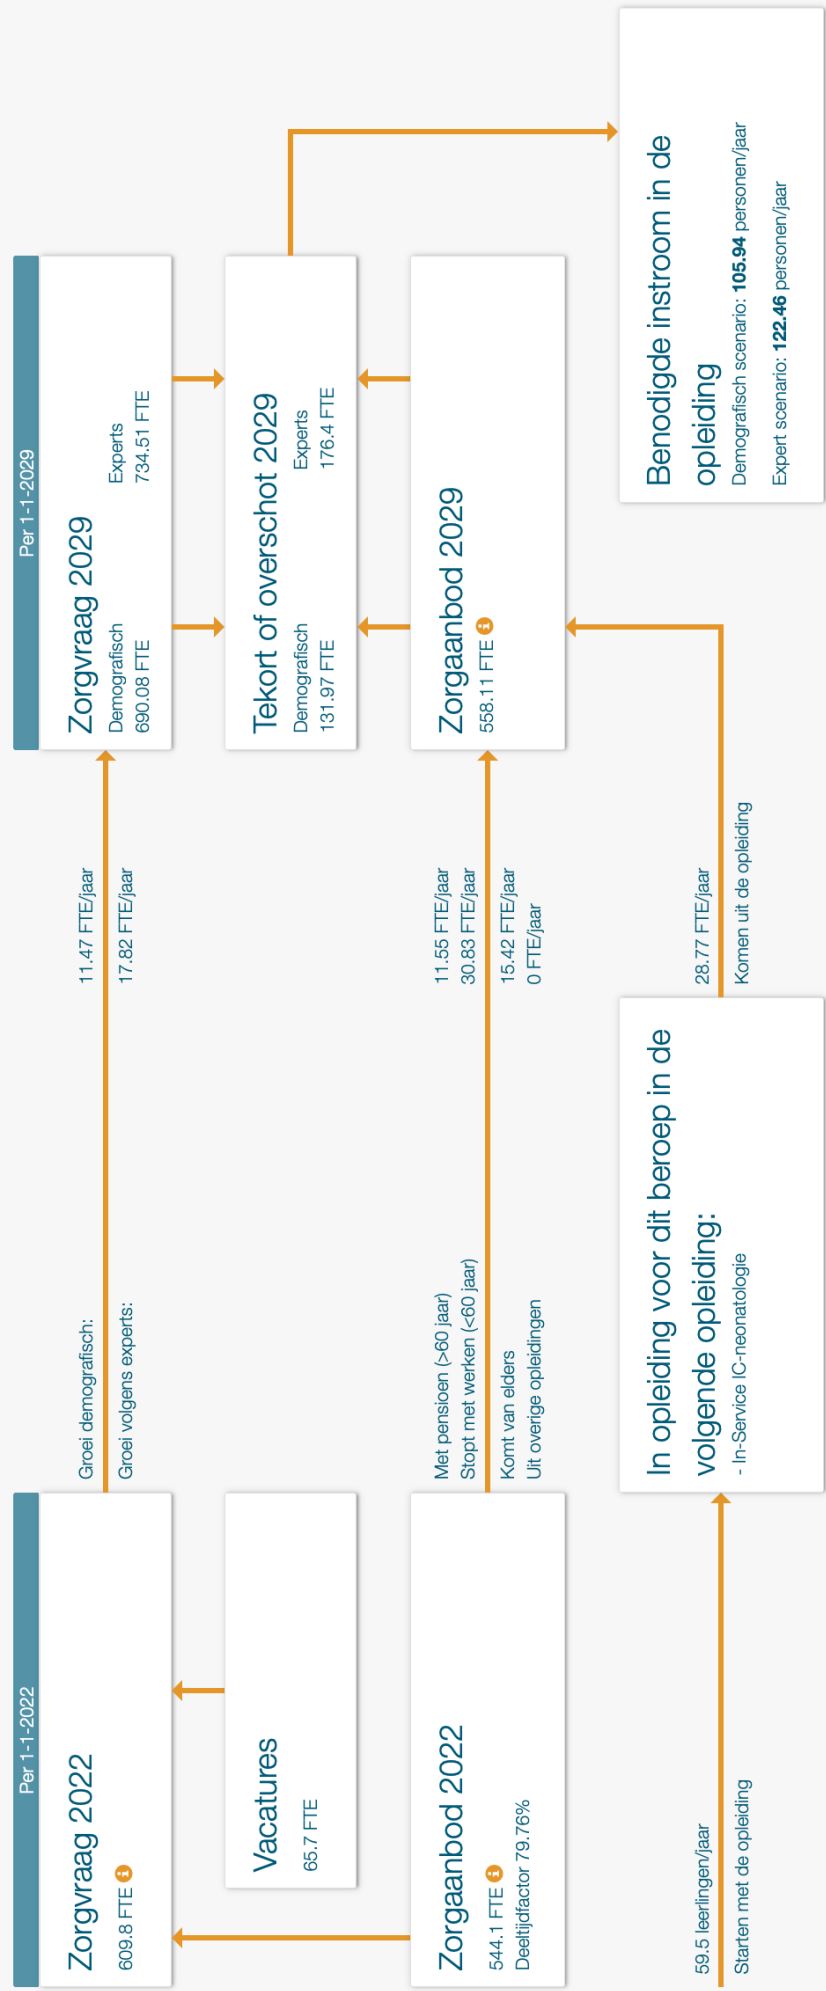 Per 1-1-2022
Zorgvraag 2022
609.8 FTE
Vacatures
65.7 FTE
Zorgaanbod 2022
544.1 FTE
Deeltijdfactor 79.76%
59.5 leerlingen/jaar
Starten met de opleiding
Groei demografisch: 11.47 FTE/jaar
Groei volgens experts: 17.82 FTE/jaar
Met pensioen (>60 jaar) 11.55 FTE/jaar
Stopt met werken (<60 jaar) 30.83 FTE/jaar
Komt van elders 15.42 FTE/jaar
Uit overige opleidingen 0 FTE/jaar
In opleiding voor dit beroep in de
volgende opleiding:
- In-Service IC-neonatologie
28.77 FTE/jaar
Komen uit de opleiding
Per 1-1-2029
Zorgvraag 2029
Demografisch Experts
690.08 FTE 734.51 FTE
Tekort of overschot 2029
Demografisch Experts
131.97 FTE 176.4 FTE
Zorgaanbod 2029
558.11 FTE
Benodigde instroom in de
opleiding
Demografisch scenario: 105.94 personen/jaar
Expert scenario: 122.46 personen/jaar